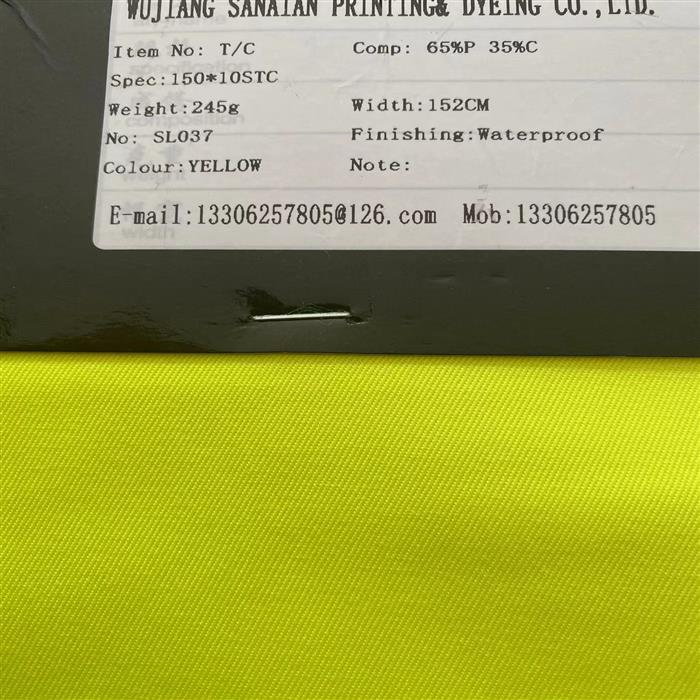 WUJIANG SANAIAN PRINTING& DYEING CO.,LTD.
Item No: T/C Comp: 65%P 35%C
Spec:150*10STC
Weight:245g Width:152CM
No: SL037 Finishing:Waterproof
Colour:YELLOW Note:
E-mail:13306257805@126.com Mob:13306257805
width